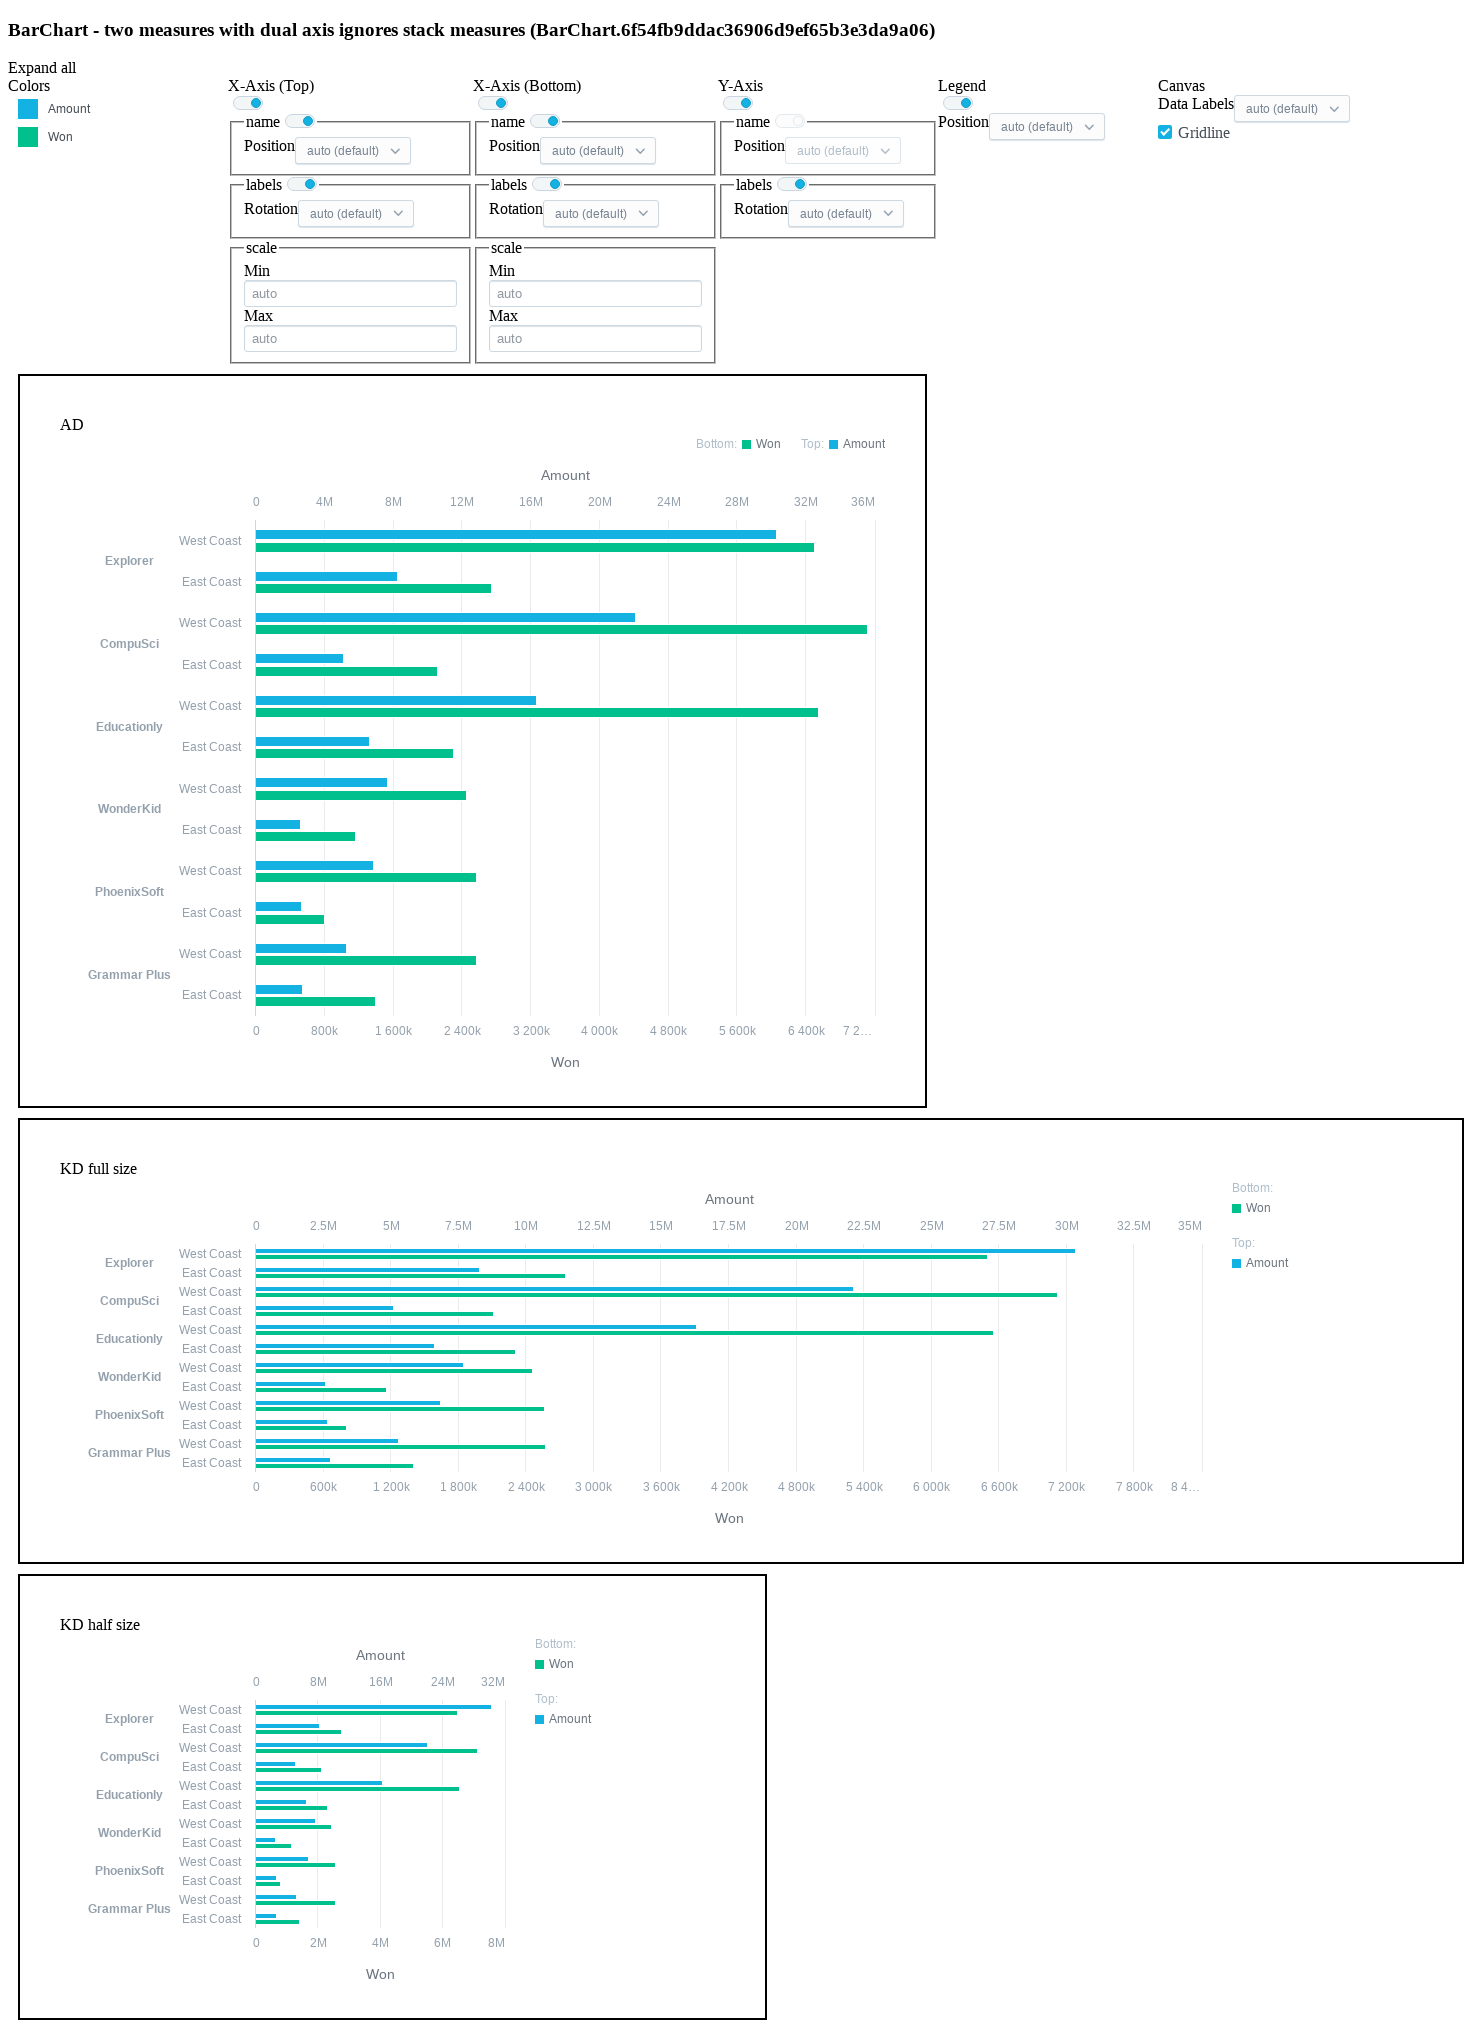 BarChart - two measures with dual axis ignores stack measures (BarChart.6f54fb9ddac36906d9ef65b3e3da9a06)
Expand all
Colors
Amount
Won
X-Axis (Top)
name
Position auto (default)
labels
Rotation auto (default)
scale
Min
auto
Max
auto
X-Axis (Bottom)
name
Position auto (default)
labels
Rotation auto (default)
scale
Min
auto
Max
auto
Y-Axis
name
Position auto (default)
labels
Rotation auto (default)
Legend
Position auto (default)
Canvas
Data Labels auto (default)
Gridline
AD
Bottom: Won Top: Amount
Amount
0 4M 8M 12M 16M 20M 24M 28M 32M 36M
Explorer
West Coast
East Coast
CompuSci
West Coast
East Coast
Educationly
West Coast
East Coast
WonderKid
West Coast
East Coast
PhoenixSoft
West Coast
East Coast
Grammar Plus
West Coast
East Coast
0 800k 1 600k 2 400k 3 200k 4 000k 4 800k 5 600k 6 400k 7 2…
Won
KD full size
Bottom:
Won
Top:
Amount
Amount
0 2.5M 5M 7.5M 10M 12.5M 15M 17.5M 20M 22.5M 25M 27.5M 30M 32.5M 35M
Explorer
West Coast
East Coast
CompuSci
West Coast
East Coast
Educationly
West Coast
East Coast
WonderKid
West Coast
East Coast
PhoenixSoft
West Coast
East Coast
Grammar Plus
West Coast
East Coast
0 600k 1 200k 1 800k 2 400k 3 000k 3 600k 4 200k 4 800k 5 400k 6 000k 6 600k 7 200k 7 800k 8 4…
Won
KD half size
Bottom:
Won
Top:
Amount
Amount
0 8M 16M 24M 32M
Explorer
West Coast
East Coast
CompuSci
West Coast
East Coast
Educationly
West Coast
East Coast
WonderKid
West Coast
East Coast
PhoenixSoft
West Coast
East Coast
Grammar Plus
West Coast
East Coast
0 2M 4M 6M 8M
Won